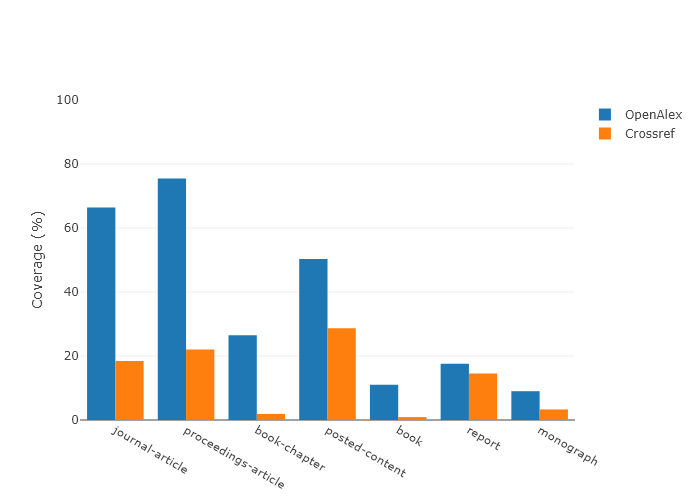 100
80
60
40
20
0
Coverage (%)
OpenAlex
Crossref
journal-article
proceedings-article
book-chapter
posted-content
book
report
monograph